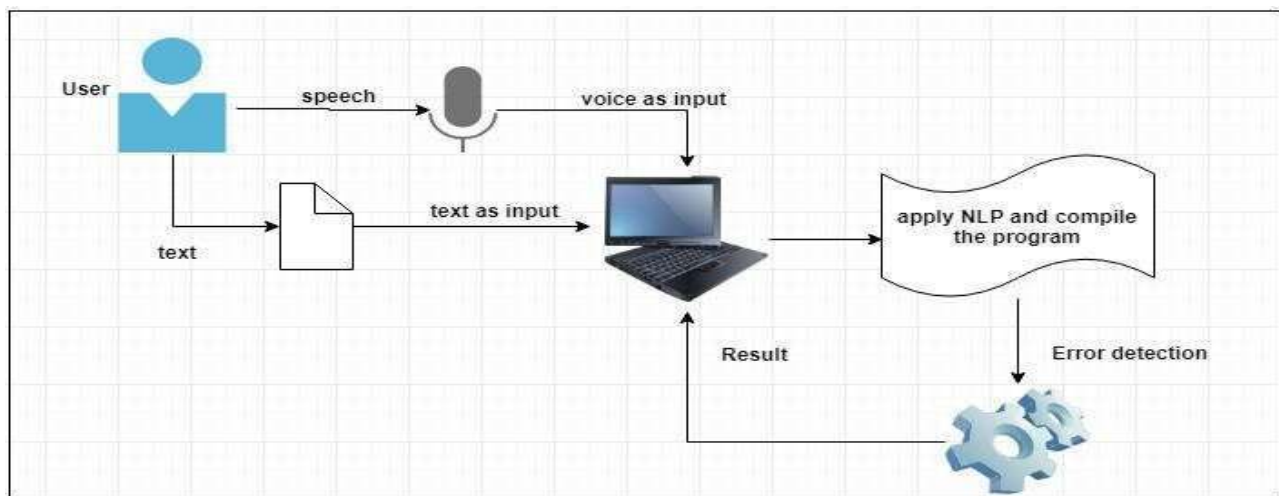 User
speech
voice as input
text
text as input
apply NLP and compile
the program
Result
Error detection